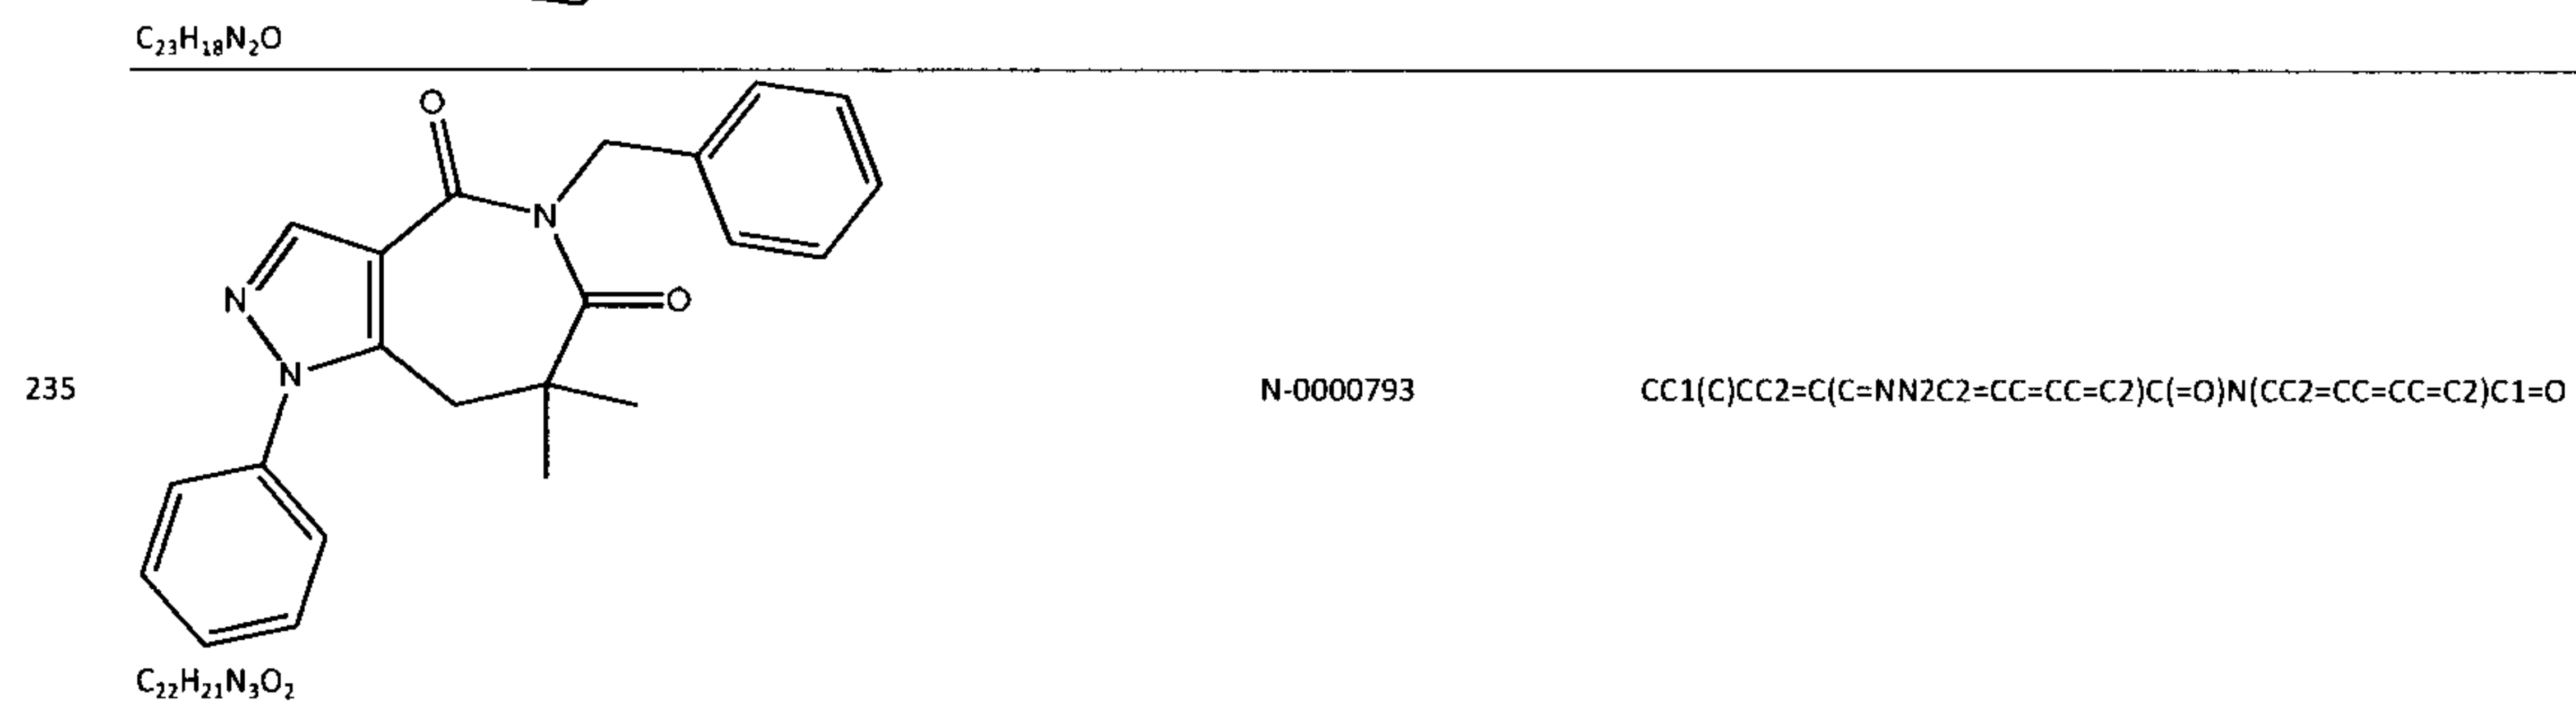 C₂₃H₁₈N₂O
O
N
O
N
N
235 N-0000793 CC1(C)CC2=C(C=NN2C2=CC=CC=C2)C(=O)N(CC2=CC=CC=C2)C1=O
C₂₂H₂₁N₃O₂